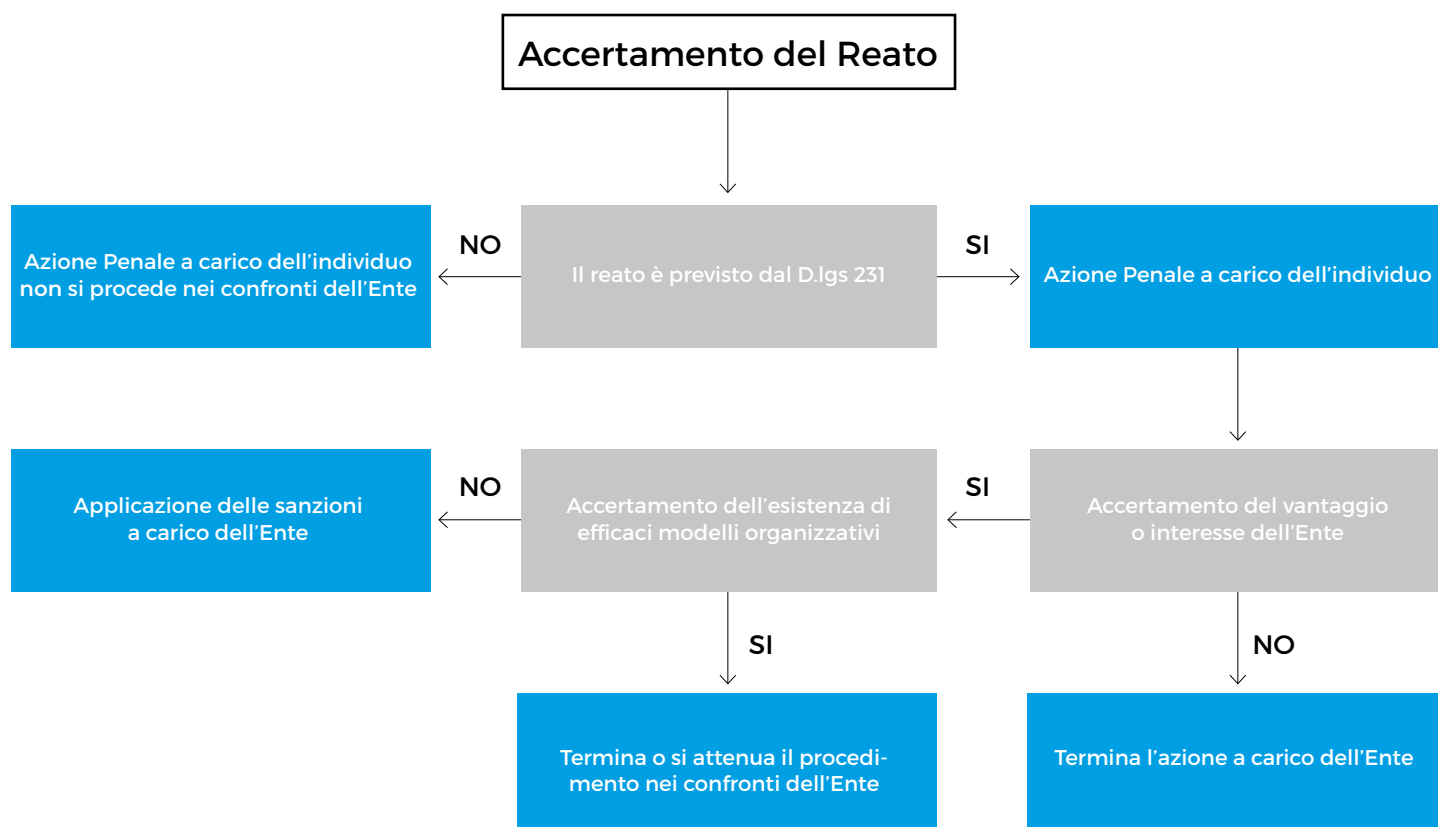 Accertamento del Reato
NO
SI
Azione Penale a carico dell'individuo
non si procede nei confronti dell'Ente
Il reato è previsto dal D.lgs 231
Azione Penale a carico dell'individuo
NO
SI
Applicazione delle sanzioni
a carico dell'Ente
Accertamento dell'esistenza di
efficaci modelli organizzativi
Accertamento del vantaggio
o interesse dell'Ente
SI
NO
Termina o si attenua il procedi-
mento nei confronti dell'Ente
Termina l'azione a carico dell'Ente